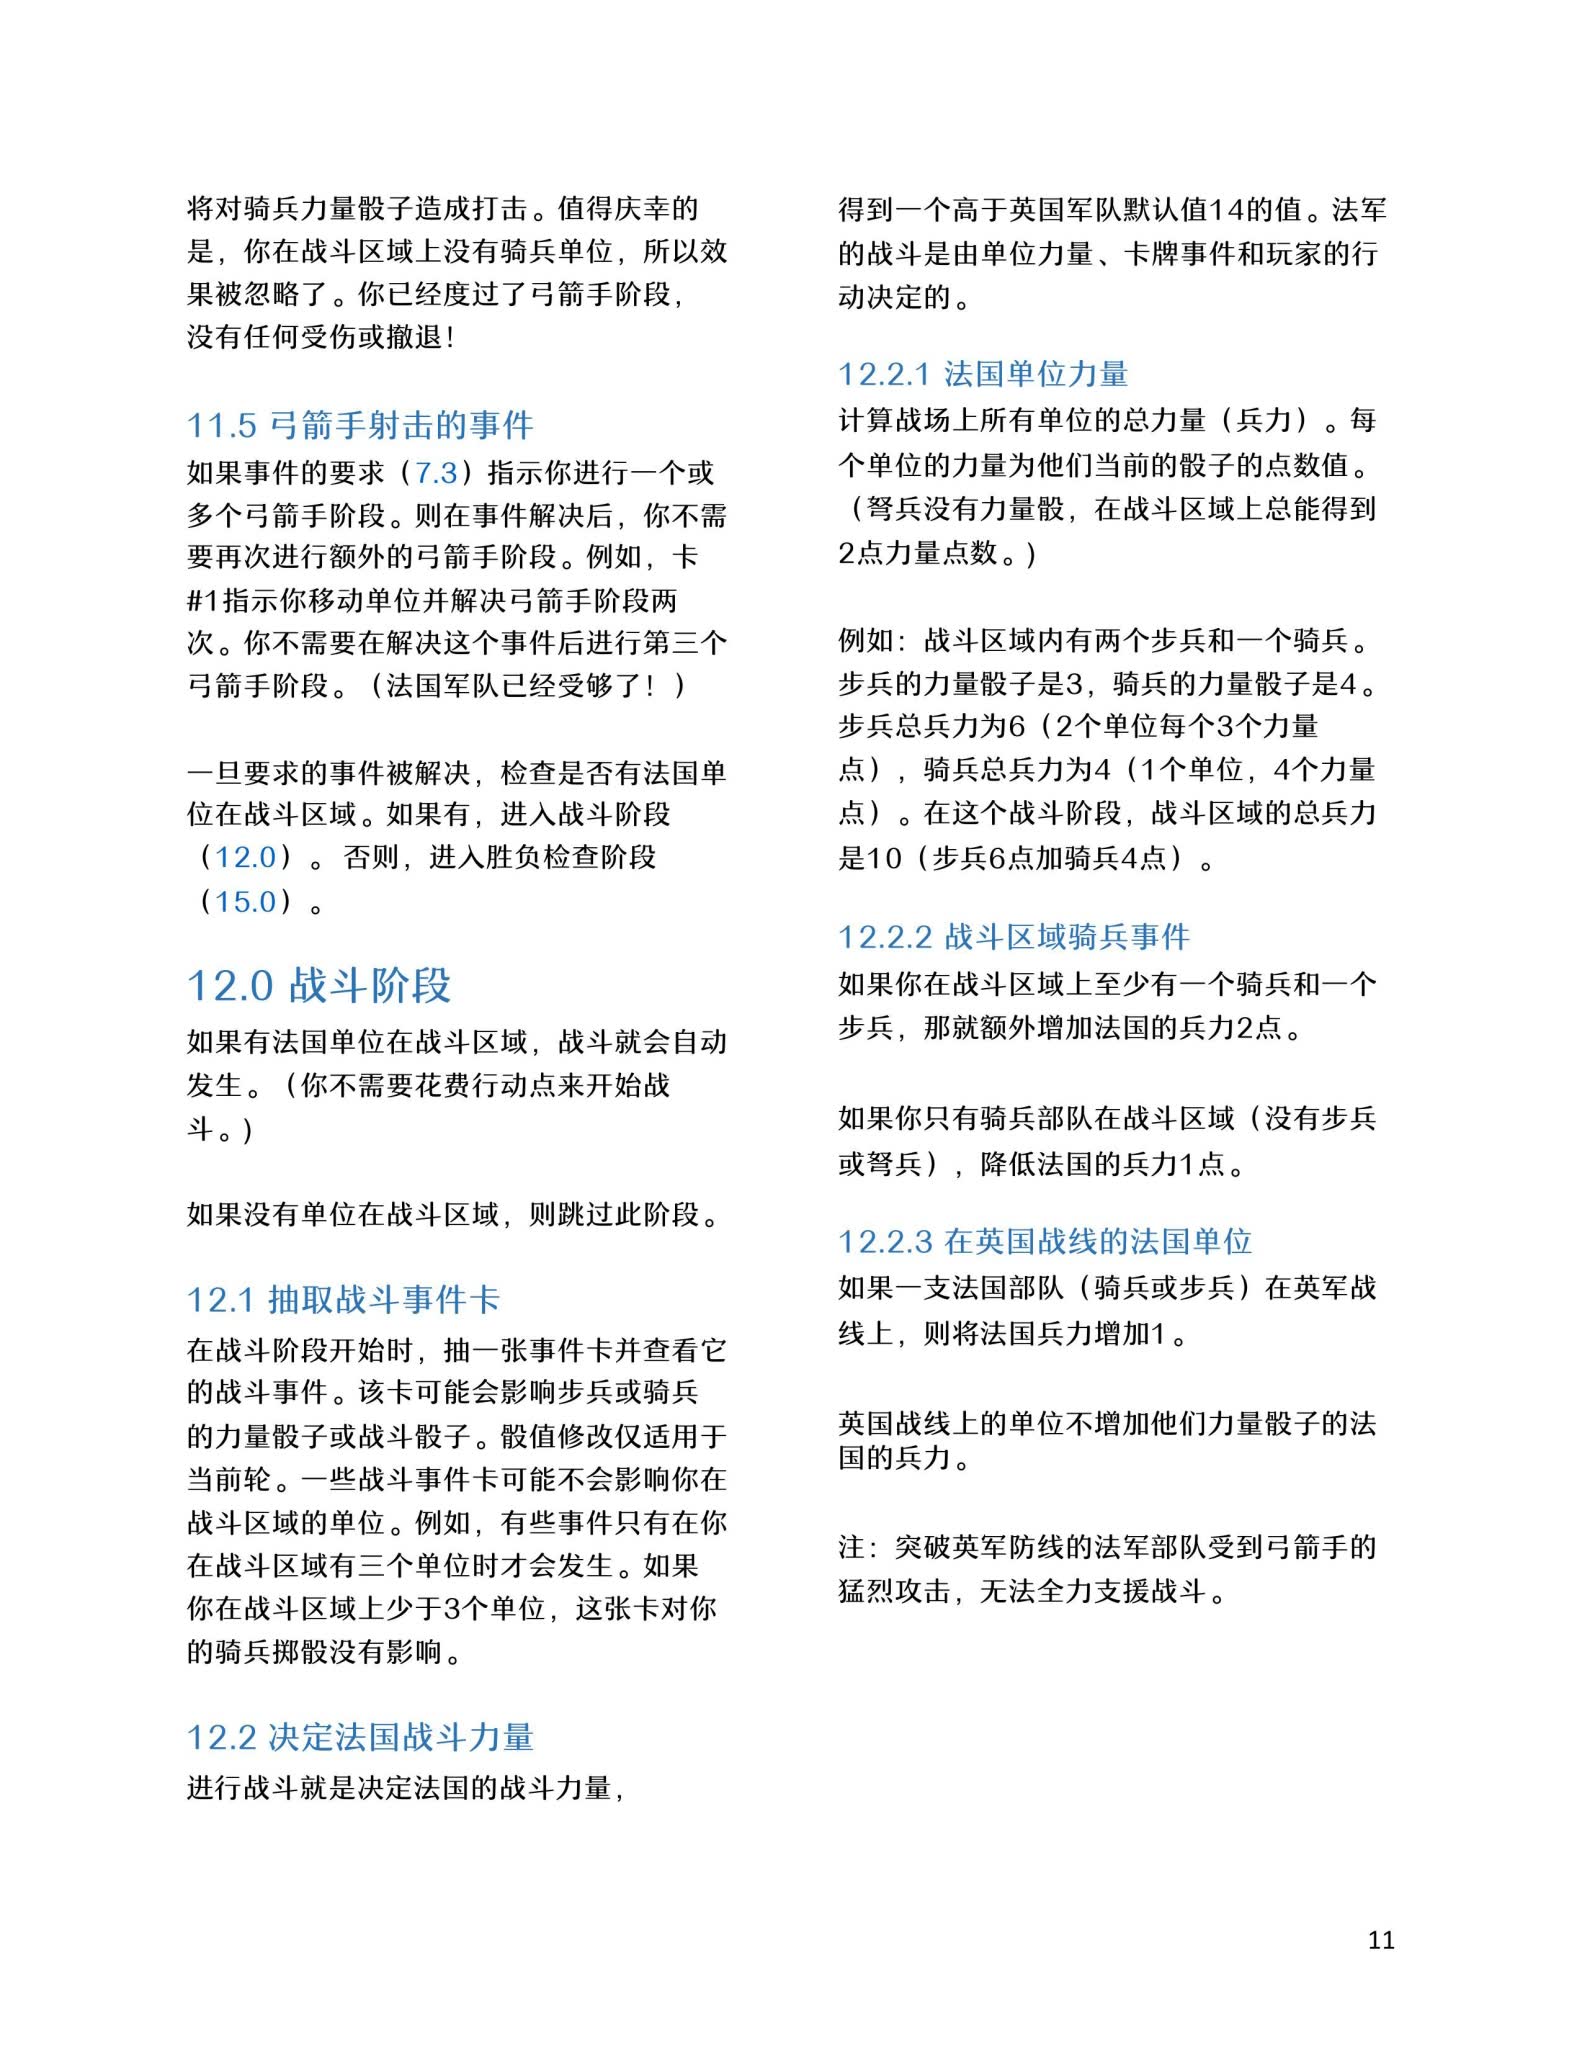 将对骑兵力量骰子造成打击。值得庆幸的
是，你在战斗区域上没有骑兵单位，所以效
果被忽略了。你已经度过了弓箭手阶段，
没有任何受伤或撤退！
11.5 弓箭手射击的事件
如果事件的要求（7.3）指示你进行一个或
多个弓箭手阶段。则在事件解决后，你不需
要再次进行额外的弓箭手阶段。例如，卡
#1指示你移动单位并解决弓箭手阶段两
次。你不需要在解决这个事件后进行第三个
弓箭手阶段。（法国军队已经受够了！）
一旦要求的事件被解决，检查是否有法国单
位在战斗区域。如果有，进入战斗阶段
（12.0）。 否则，进入胜负检查阶段
（15.0）。
12.0 战斗阶段
如果有法国单位在战斗区域，战斗就会自动
发生。（你不需要花费行动点来开始战
斗。)
如果没有单位在战斗区域，则跳过此阶段。
12.1 抽取战斗事件卡
在战斗阶段开始时，抽一张事件卡并查看它
的战斗事件。该卡可能会影响步兵或骑兵
的力量骰子或战斗骰子。骰值修改仅适用于
当前轮。一些战斗事件卡可能不会影响你在
战斗区域的单位。例如，有些事件只有在你
在战斗区域有三个单位时才会发生。如果
你在战斗区域上少于3个单位，这张卡对你
的骑兵掷骰没有影响。
12.2 决定法国战斗力量
进行战斗就是决定法国的战斗力量，
得到一个高于英国军队默认值14的值。法军
的战斗是由单位力量、卡牌事件和玩家的行
动决定的。
12.2.1 法国单位力量
计算战场上所有单位的总力量（兵力）。每
个单位的力量为他们当前的骰子的点数值。
（弩兵没有力量骰，在战斗区域上总能得到
2点力量点数。)
例如：战斗区域内有两个步兵和一个骑兵。
步兵的力量骰子是3，骑兵的力量骰子是4。
步兵总兵力为6（2个单位每个3个力量
点），骑兵总兵力为4（1个单位，4个力量
点）。在这个战斗阶段，战斗区域的总兵力
是10（步兵6点加骑兵4点）。
12.2.2 战斗区域骑兵事件
如果你在战斗区域上至少有一个骑兵和一个
步兵，那就额外增加法国的兵力2点。
如果你只有骑兵部队在战斗区域（没有步兵
或弩兵），降低法国的兵力1点。
12.2.3 在英国战线的法国单位
如果一支法国部队（骑兵或步兵）在英军战
线上，则将法国兵力增加1。
英国战线上的单位不增加他们力量骰子的法
国的兵力。
注：突破英军防线的法军部队受到弓箭手的
猛烈攻击，无法全力支援战斗。
11